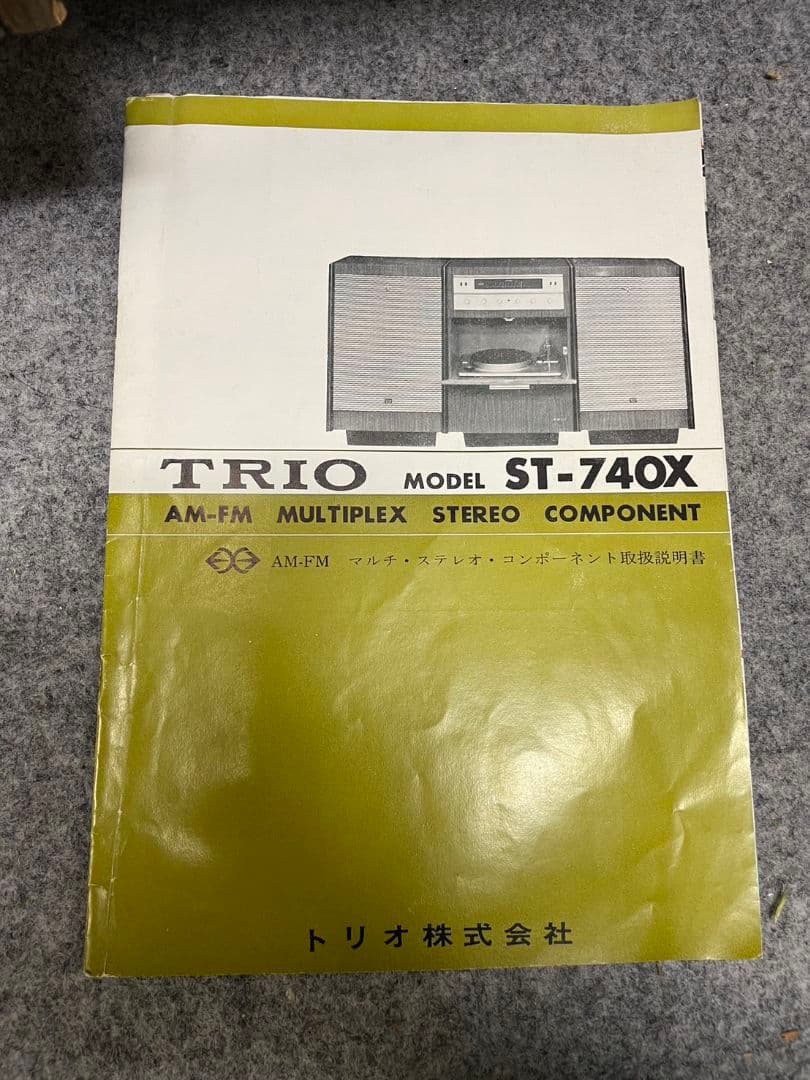 TRIO MODEL ST-740X
AM-FM MULTIPLEX STEREO COMPONENT
AM-FM マルチ・ステレオ・コンポーネント取扱説明書
トリオ株式会社